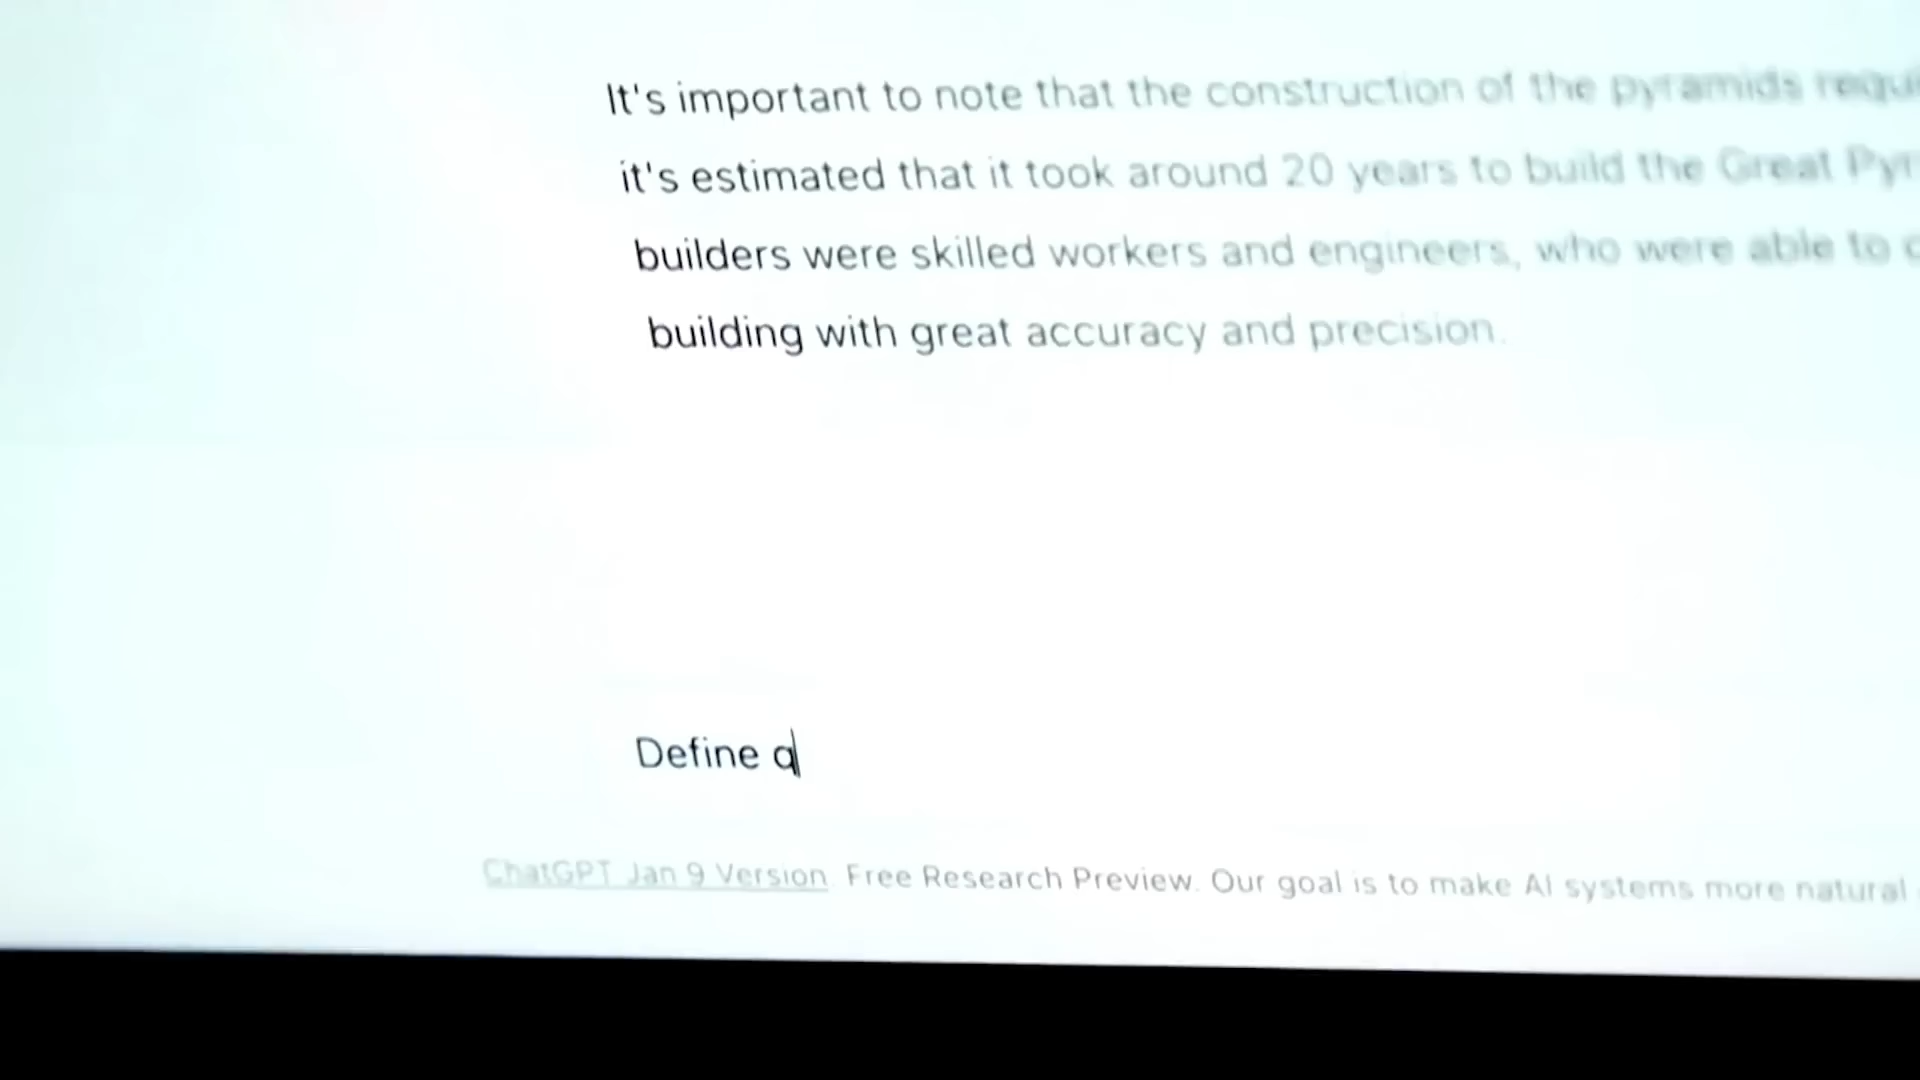 It's important to note that the construction of the pyramids
it's estimated that it took around 20 years to build the Great
builders were skilled workers and engineers, who were able to
building with great accuracy and precision.
Define q
ChatGPT Jan 9 Version. Free Research Preview. Our goal is to make AI systems more natural